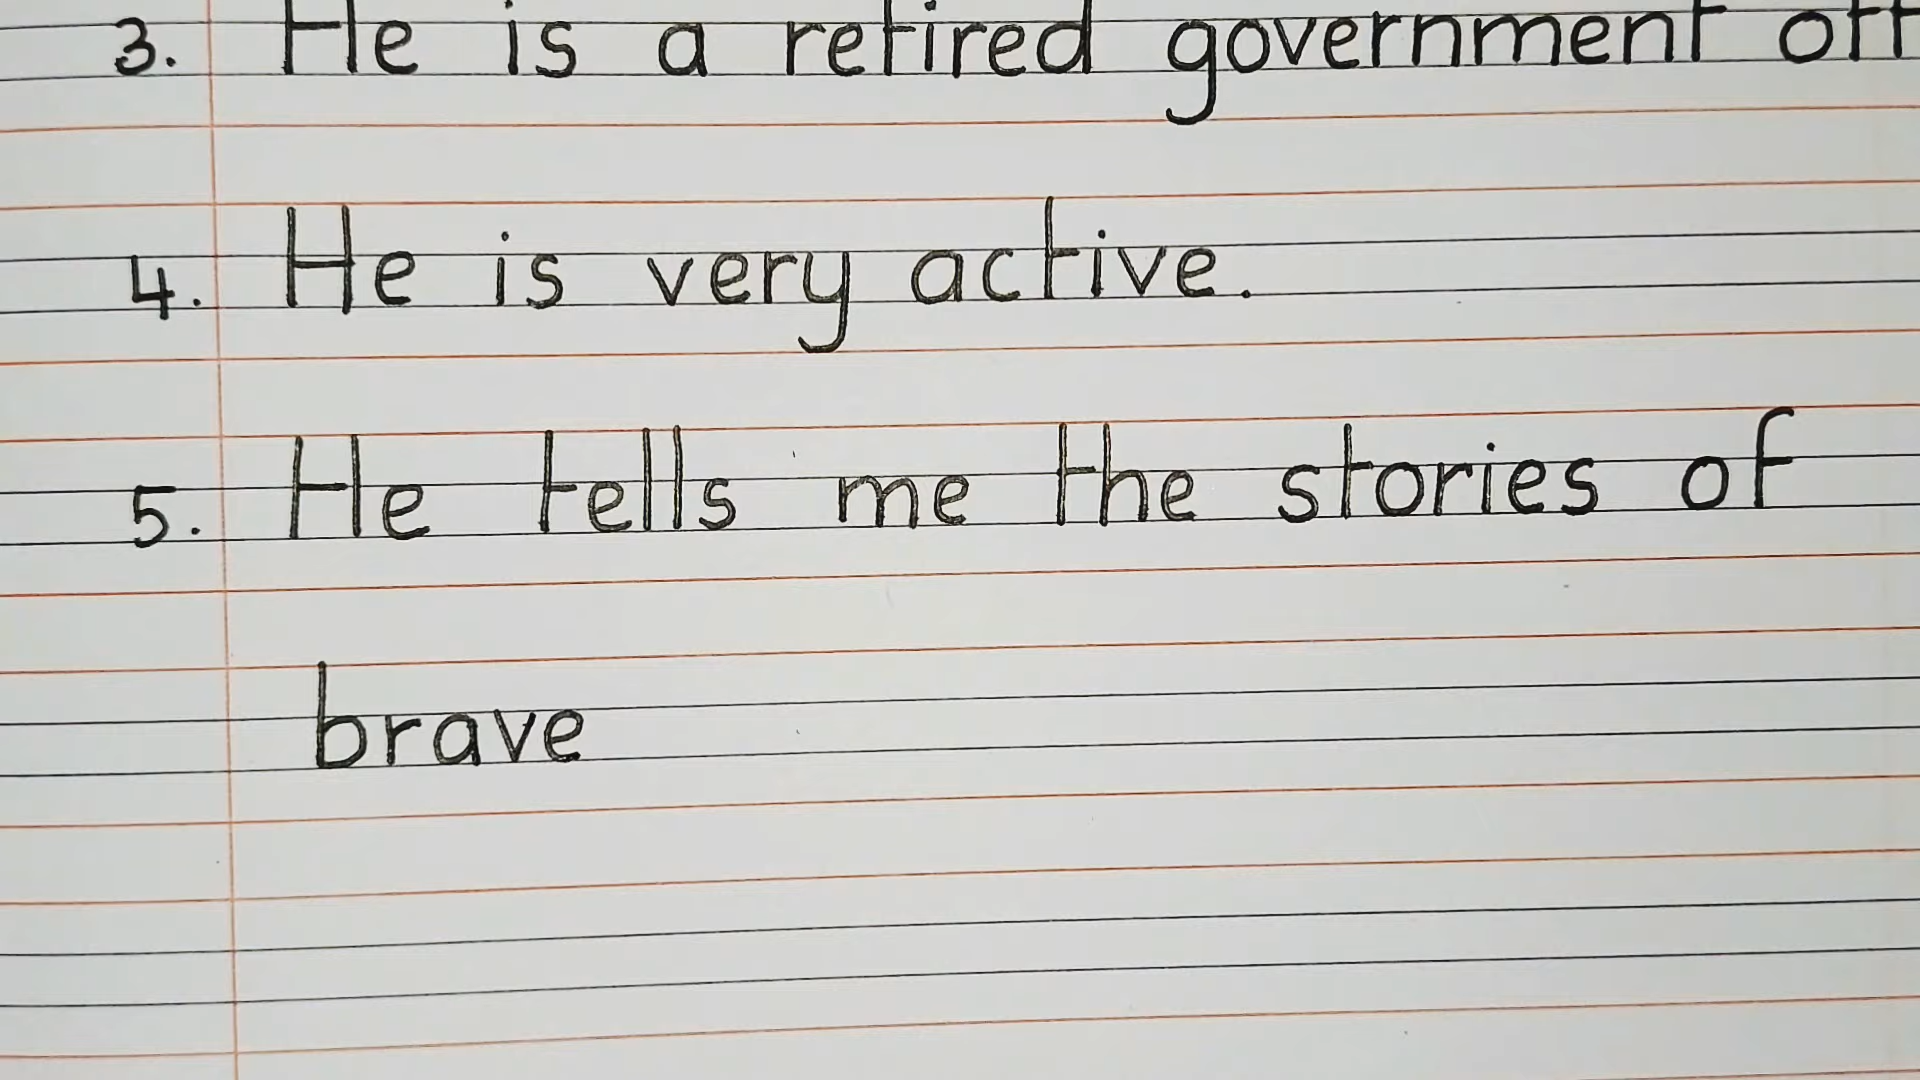 3. He is a retired government
4. He is very active.
5. He tells me the stories of
brave